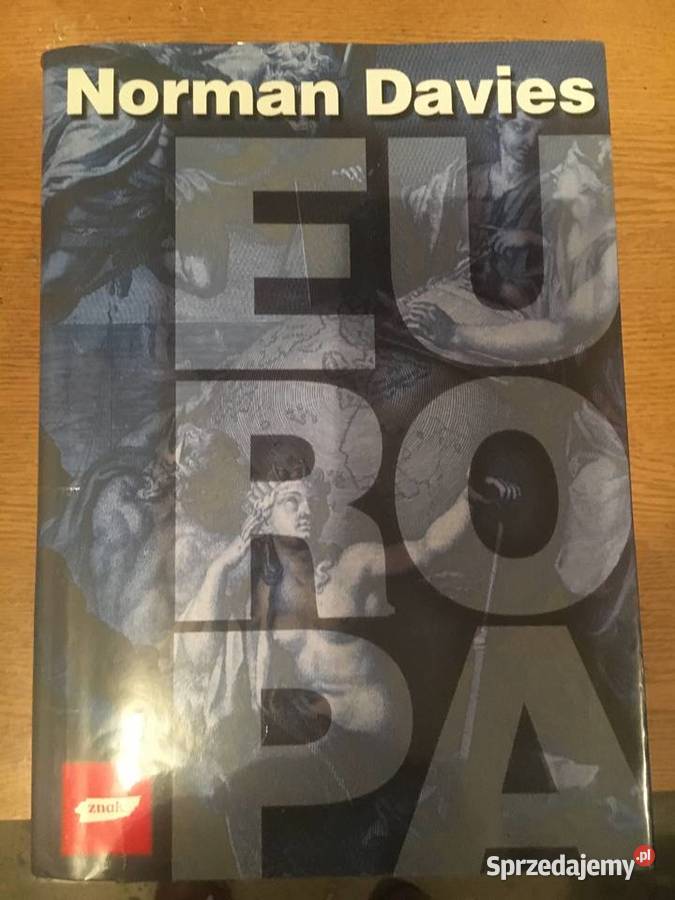 Norman Davies
EU
RO
PA
znak
Sprzedajemy.pl